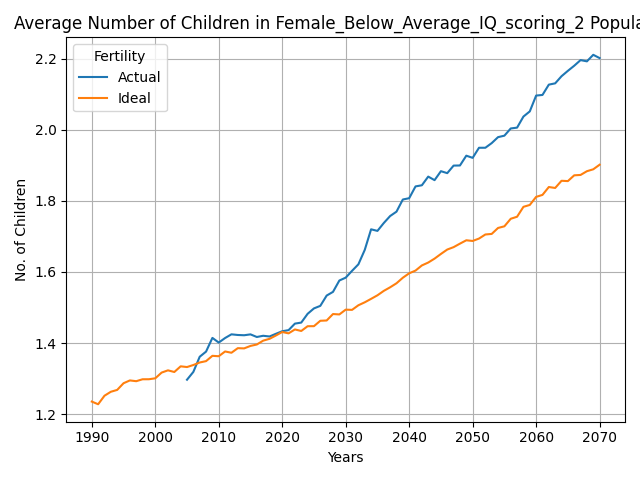 Average Number of Children in Female_Below_Average_IQ_scoring_2 Popula
Fertility
Actual
Ideal
No. of Children
2.2
2.0
1.8
1.6
1.4
1.2
1990 2000 2010 2020 2030 2040 2050 2060 2070
Years